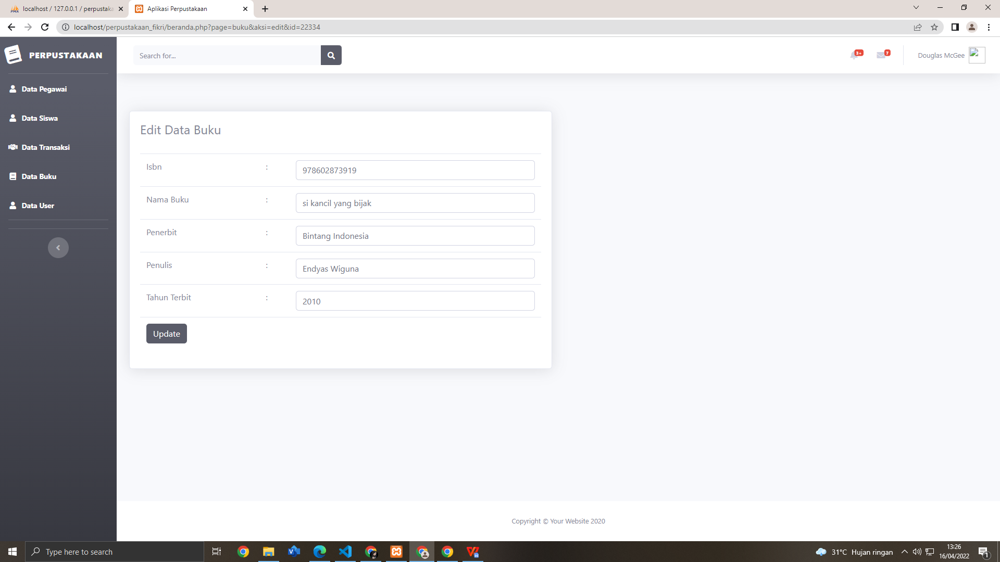 localhost / 127.0.0.1 / perpustaka
Aplikasi Perpustakaan
localhost/perpustakaan_fikri/beranda.php?page=buku&aksi=edit&id=22334
PERPUSTAKAAN
Search for...
3+
7
Douglas McGee
Data Pegawai
Data Siswa
Data Transaksi
Data Buku
Data User
Edit Data Buku
Isbn : 978602873919
Nama Buku : si kancil yang bijak
Penerbit : Bintang Indonesia
Penulis : Endyas Wiguna
Tahun Terbit : 2010
Update
Copyright © Your Website 2020
Type here to search
31°C Hujan ringan
13:26
16/04/2022
1